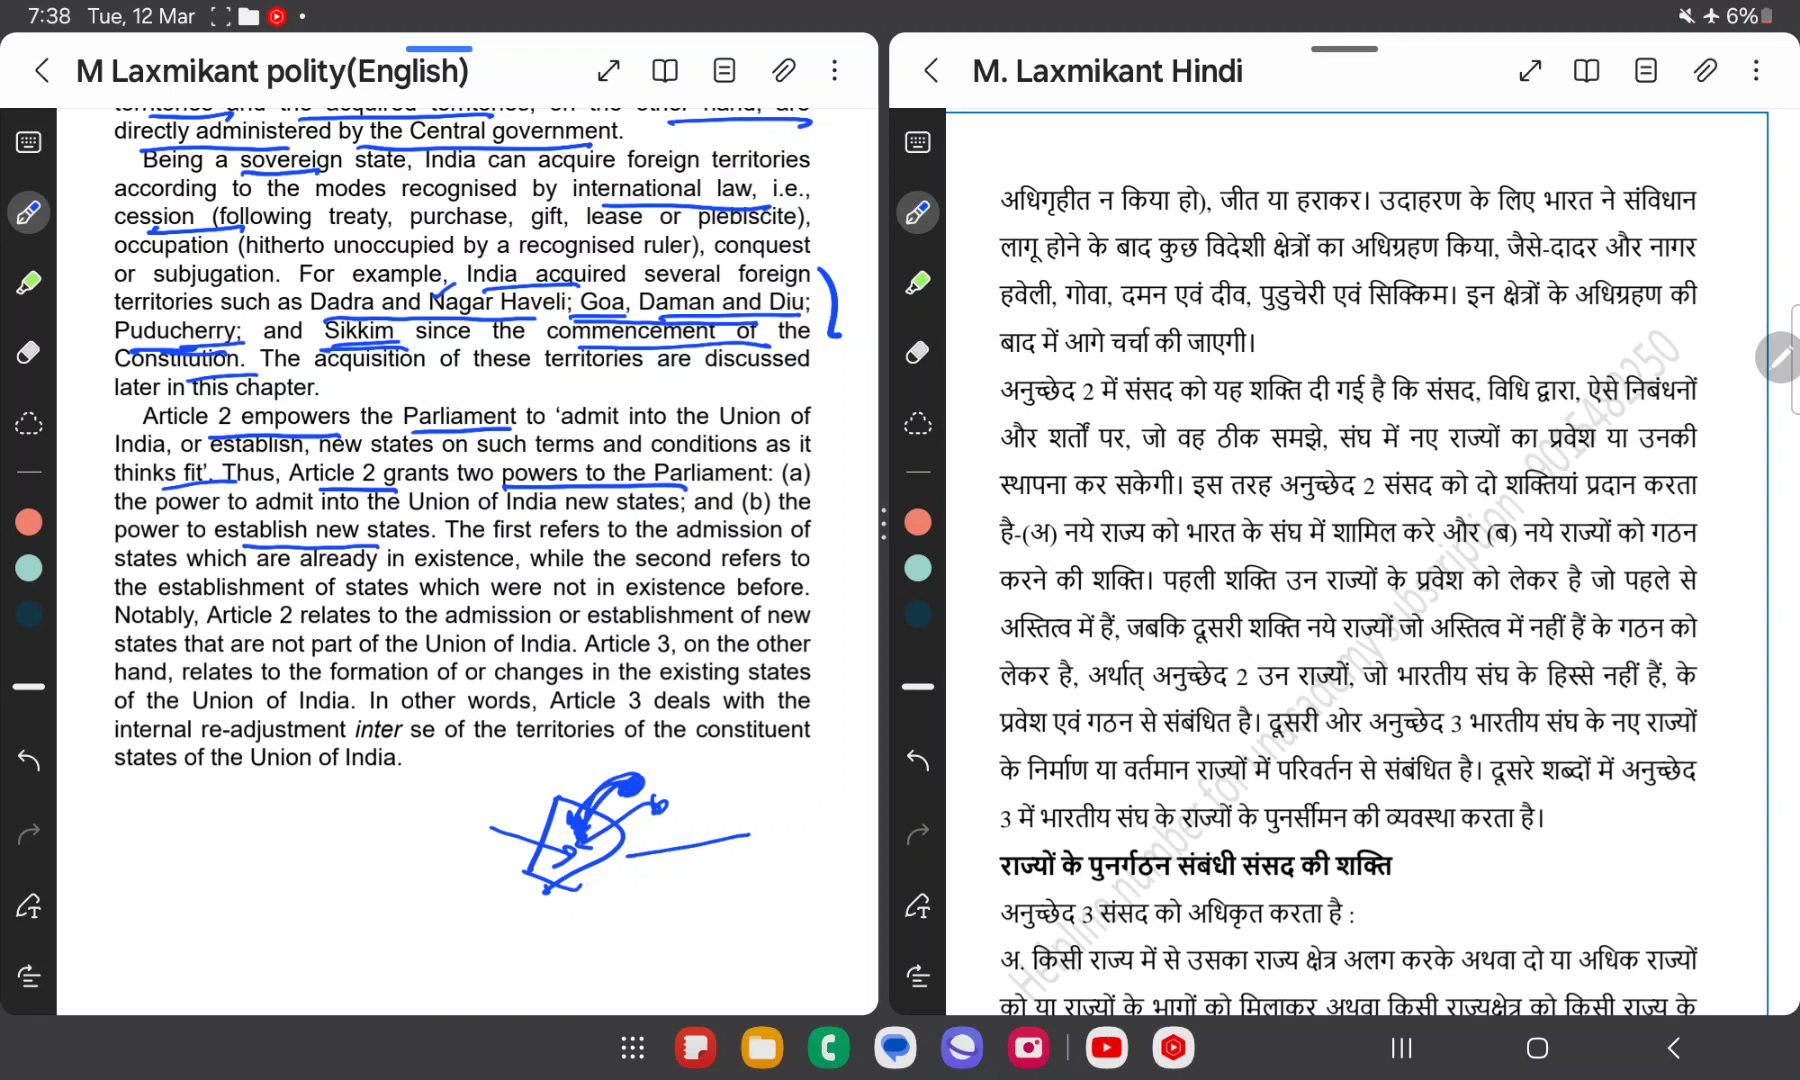 7:38 Tue, 12 Mar
6%
M Laxmikant polity(English)
territories and the acquired territories, on the other hand, are
directly administered by the Central government.
Being a sovereign state, India can acquire foreign territories
according to the modes recognised by international law, i.e.,
cession (following treaty, purchase, gift, lease or plebiscite),
occupation (hitherto unoccupied by a recognised ruler), conquest
or subjugation. For example, India acquired several foreign
territories such as Dadra and Nagar Haveli; Goa, Daman and Diu;
Puducherry; and Sikkim since the commencement of the
Constitution. The acquisition of these territories are discussed
later in this chapter.
Article 2 empowers the Parliament to ‘admit into the Union of
India, or establish, new states on such terms and conditions as it
thinks fit’. Thus, Article 2 grants two powers to the Parliament: (a)
the power to admit into the Union of India new states; and (b) the
power to establish new states. The first refers to the admission of
states which are already in existence, while the second refers to
the establishment of states which were not in existence before.
Notably, Article 2 relates to the admission or establishment of new
states that are not part of the Union of India. Article 3, on the other
hand, relates to the formation of or changes in the existing states
of the Union of India. In other words, Article 3 deals with the
internal re-adjustment inter se of the territories of the constituent
states of the Union of India.
M. Laxmikant Hindi
अधिगृहीत न किया हो), जीत या हराकर। उदाहरण के लिए भारत ने संविधान
लागू होने के बाद कुछ विदेशी क्षेत्रों का अधिग्रहण किया, जैसे-दादर और नागर
हवेली, गोवा, दमन एवं दीव, पुडुचेरी एवं सिक्किम। इन क्षेत्रों के अधिग्रहण की
बाद में आगे चर्चा की जाएगी।
अनुच्छेद 2 में संसद को यह शक्ति दी गई है कि संसद, विधि द्वारा, ऐसे निबंधनों
और शर्तों पर, जो वह ठीक समझे, संघ में नए राज्यों का प्रवेश या उनकी
स्थापना कर सकेगी। इस तरह अनुच्छेद 2 संसद को दो शक्तियां प्रदान करता
है-(अ) नये राज्य को भारत के संघ में शामिल करे और (ब) नये राज्यों को गठन
करने की शक्ति। पहली शक्ति उन राज्यों के प्रवेश को लेकर है जो पहले से
अस्तित्व में हैं, जबकि दूसरी शक्ति नये राज्यों जो अस्तित्व में नहीं हैं के गठन को
लेकर है, अर्थात् अनुच्छेद 2 उन राज्यों, जो भारतीय संघ के हिस्से नहीं हैं, के
प्रवेश एवं गठन से संबंधित है। दूसरी ओर अनुच्छेद 3 भारतीय संघ के नए राज्यों
के निर्माण या वर्तमान राज्यों में परिवर्तन से संबंधित है। दूसरे शब्दों में अनुच्छेद
3 में भारतीय संघ के राज्यों के पुनर्सीमन की व्यवस्था करता है।
राज्यों के पुनर्गठन संबंधी संसद की शक्ति
अनुच्छेद 3 संसद को अधिकृत करता है :
अ. किसी राज्य में से उसका राज्य क्षेत्र अलग करके अथवा दो या अधिक राज्यों
को या राज्यों के भागों को मिलाकर अथवा किसी राज्यक्षेत्र को किसी राज्य के